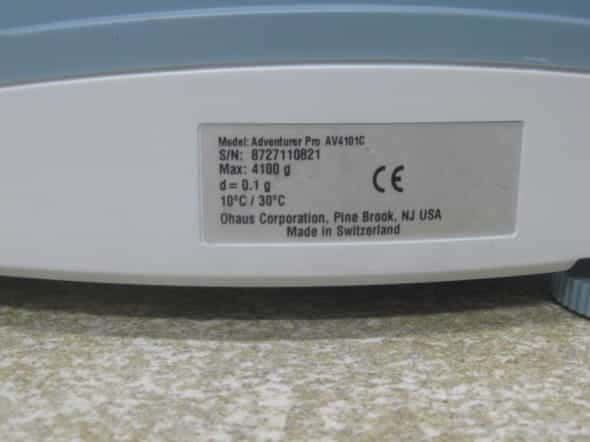 Model: Adventurer Pro AV4101C
S/N: 8727110821
Max: 4100 g
d = 0.1 g
10°C / 30°C
CE
Ohaus Corporation, Pine Brook, NJ USA
Made in Switzerland